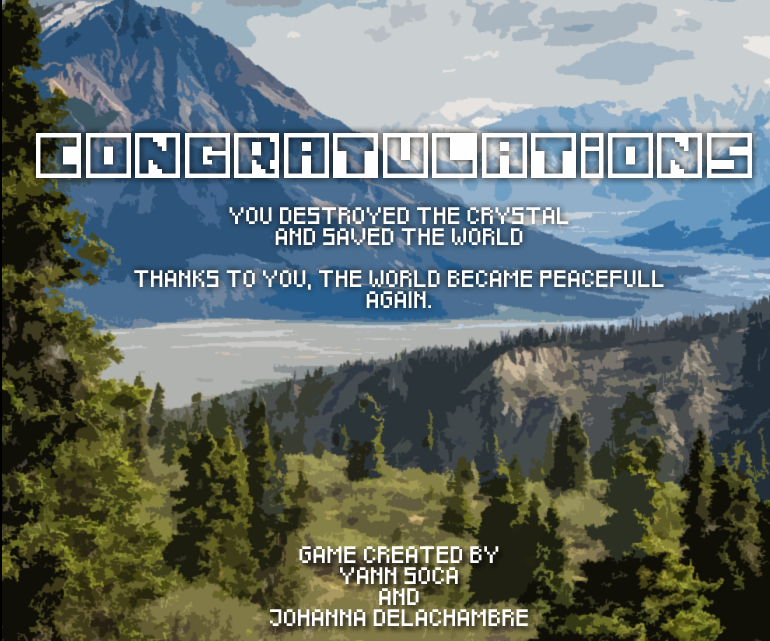 CONGRATULATIONS
YOU DESTROYED THE CRYSTAL
AND SAVED THE WORLD
THANKS TO YOU, THE WORLD BECAME PEACEFULL
AGAIN.
GAME CREATED BY
YANN SOCA
AND
JOHANNA DELACHAMBRE